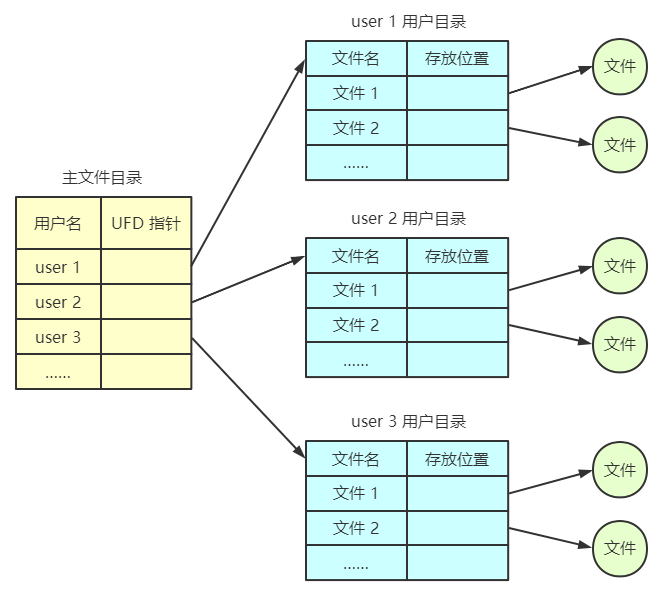 主文件目录
用户名 UFD 指针
user 1
user 2
user 3
......
user 1 用户目录
文件名 存放位置
文件 1
文件 2
......
文件
文件
user 2 用户目录
文件名 存放位置
文件 1
文件 2
......
文件
文件
user 3 用户目录
文件名 存放位置
文件 1
文件 2
......
文件
文件